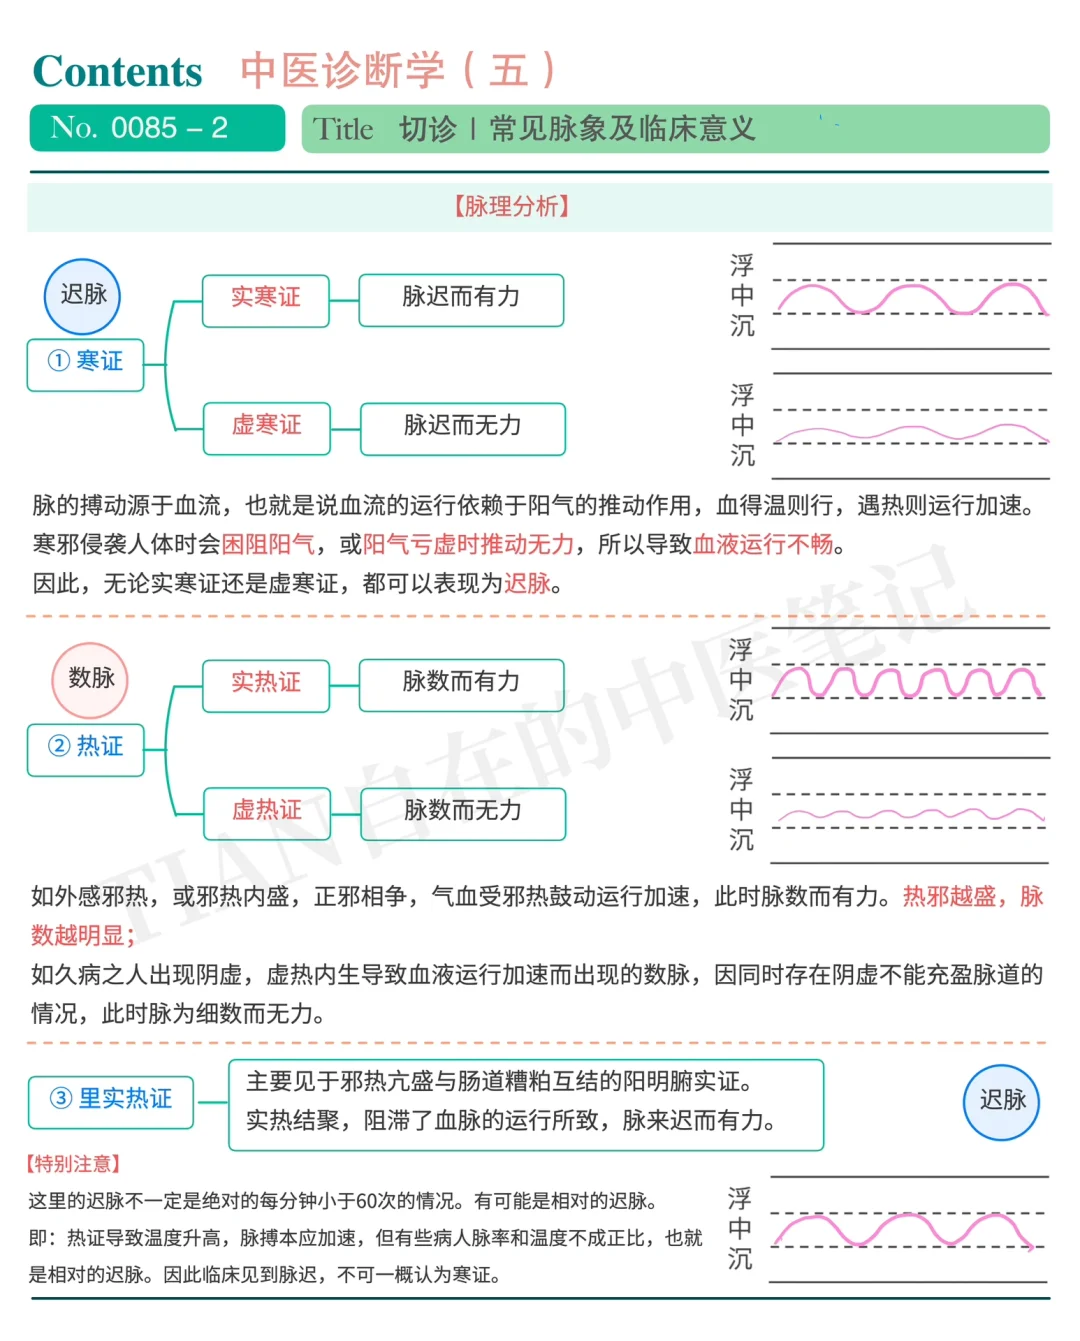 Contents 中医诊断学（五）
No. 0085－2
Title 切诊｜常见脉象及临床意义
【脉理分析】
迟脉
① 寒证
实寒证 脉迟而有力
虚寒证 脉迟而无力
浮
中
沉
浮
中
沉
脉的搏动源于血流，也就是说血流的运行依赖于阳气的推动作用，血得温则行，遇热则运行加速。
寒邪侵袭人体时会困阻阳气，或阳气亏虚时推动无力，所以导致血液运行不畅。
因此，无论实寒证还是虚寒证，都可以表现为迟脉。
数脉
② 热证
实热证 脉数而有力
虚热证 脉数而无力
浮
中
沉
浮
中
沉
如外感邪热，或邪热内盛，正邪相争，气血受邪热鼓动运行加速，此时脉数而有力。热邪越盛，脉
数越明显；
如久病之人出现阴虚，虚热内生导致血液运行加速而出现的数脉，因同时存在阴虚不能充盈脉道的
情况，此时脉为细数而无力。
③ 里实热证
主要见于邪热亢盛与肠道糟粕互结的阳明腑实证。
实热结聚，阻滞了血脉的运行所致，脉来迟而有力。
迟脉
【特别注意】
这里的迟脉不一定是绝对的每分钟小于60次的情况。有可能是相对的迟脉。
即：热证导致温度升高，脉搏本应加速，但有些病人脉率和温度不成正比，也就
是相对的迟脉。因此临床见到脉迟，不可一概认为寒证。
浮
中
沉
TIAN自在的中医笔记